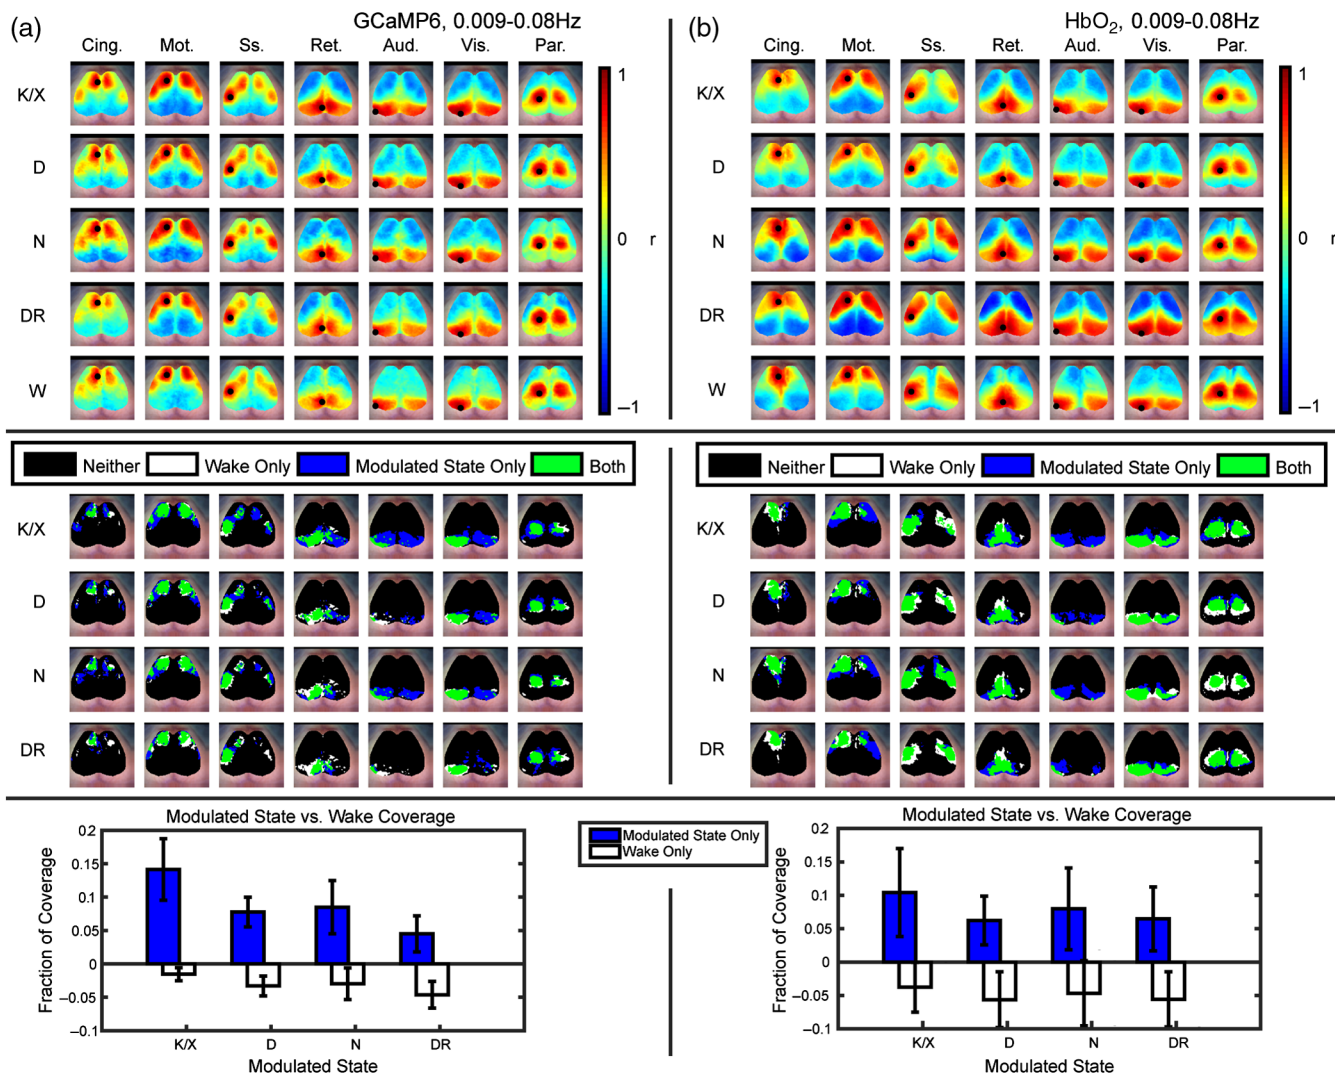 (a)
GCaMP6, 0.009-0.08Hz
Cing. Mot. Ss. Ret. Aud. Vis. Par.
K/X
D
N
DR
W
1
0 r
–1
Neither Wake Only Modulated State Only Both
K/X
D
N
DR
Modulated State vs. Wake Coverage
Fraction of Coverage
0.2
0.15
0.1
0.05
0
–0.05
–0.1
K/X D N DR
Modulated State
Modulated State Only
Wake Only
(b)
HbO2, 0.009-0.08Hz
Cing. Mot. Ss. Ret. Aud. Vis. Par.
K/X
D
N
DR
W
1
0 r
–1
Neither Wake Only Modulated State Only Both
K/X
D
N
DR
Modulated State vs. Wake Coverage
Fraction of Coverage
0.2
0.15
0.1
0.05
0
–0.05
–0.1
K/X D N DR
Modulated State